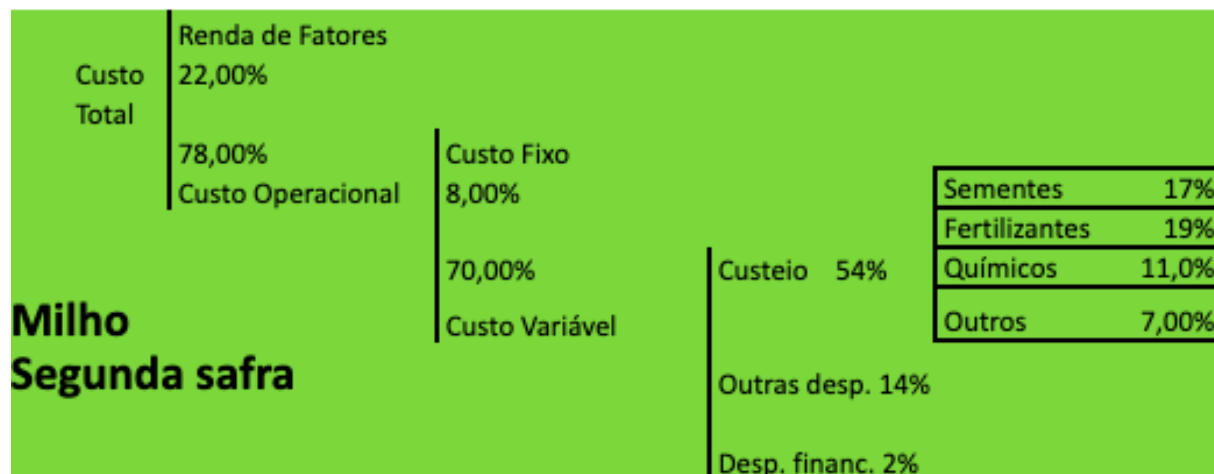 Renda de Fatores
Custo 22,00%
Total
78,00% Custo Fixo
Custo Operacional 8,00%
Sementes 17%
Fertilizantes 19%
70,00% Custeio 54% Químicos 11,0%
Custo Variável Outros 7,00%
Milho
Segunda safra
Outras desp. 14%
Desp. financ. 2%